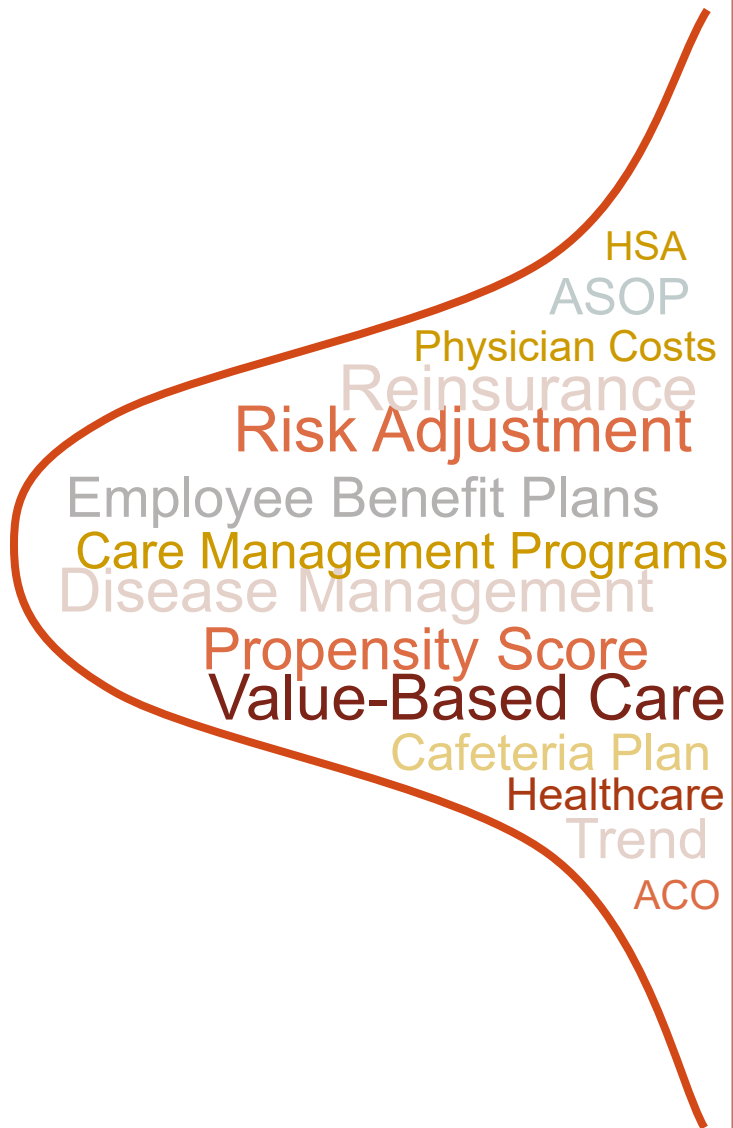 HSA
ASOP
Physician Costs
Reinsurance
Risk Adjustment
Employee Benefit Plans
Care Management Programs
Disease Management
Propensity Score
Value-Based Care
Cafeteria Plan
Healthcare
Trend
ACO